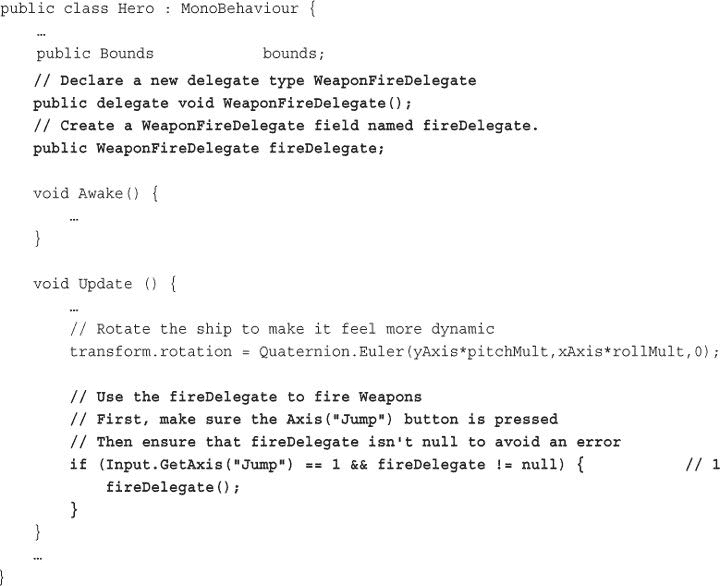 public class Hero : MonoBehaviour {
…
public Bounds bounds;
// Declare a new delegate type WeaponFireDelegate
public delegate void WeaponFireDelegate();
// Create a WeaponFireDelegate field named fireDelegate.
public WeaponFireDelegate fireDelegate;
void Awake() {
…
}
void Update () {
…
// Rotate the ship to make it feel more dynamic
transform.rotation = Quaternion.Euler(yAxis*pitchMult,xAxis*rollMult,0);
// Use the fireDelegate to fire Weapons
// First, make sure the Axis("Jump") button is pressed
// Then ensure that fireDelegate isn't null to avoid an error
if (Input.GetAxis("Jump") == 1 && fireDelegate != null) { // 1
fireDelegate();
}
}
…
}